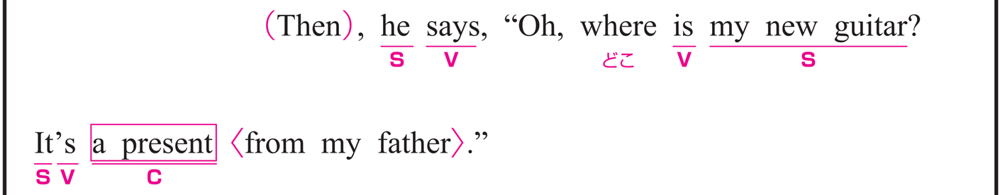 (Then), he says, “Oh, where is my new guitar?
S V どこ V S
It’s a present 〈from my father〉.”
S V C